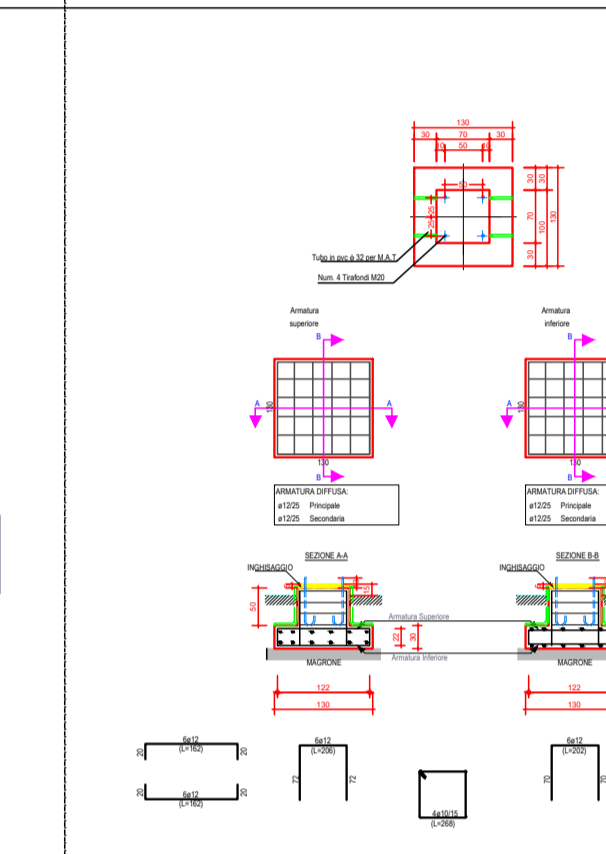 130
30 70 30
10 50 10
50
25 25
30 30
70 100 130
30
Tubo in pvc ó 32 per M.A.T.
Num. 4 Tirafondi M20
Armatura
superiore
Armatura
inferiore
B
B
A A
A
130
130
130
130
B
B
ARMATURA DIFFUSA:
ø12/25 Principale
ø12/25 Secondaria
ARMATURA DIFFUSA:
ø12/25 Principale
ø12/25 Secondaria
SEZIONE A-A
SEZIONE B-B
INGHISAGGIO
INGHISAGGIO
15
50
Armatura Superiore
22 30
Armatura Inferiore
MAGRONE
MAGRONE
122
130
122
130
20 6ø12 20
(L=162)
6ø12
(L=206)
72 72
6ø12
(L=202)
70
20 6ø12 20
(L=162)
4ø10/15
(L=268)